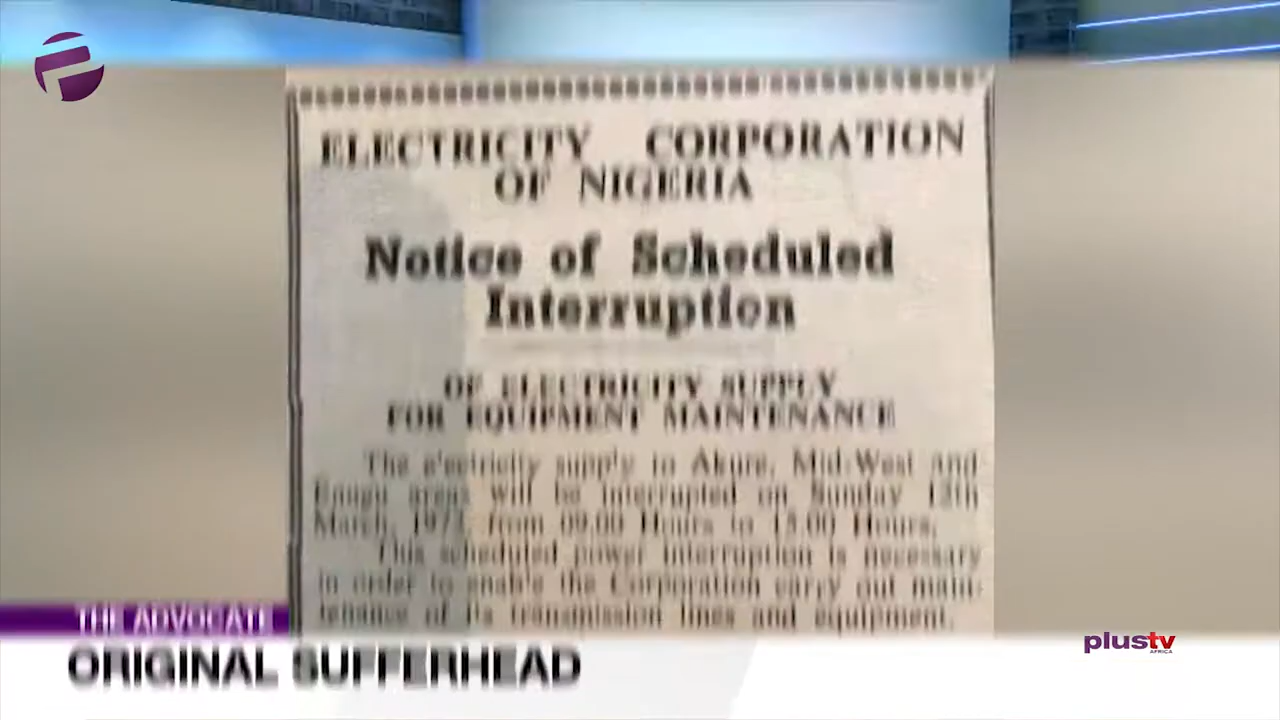 ELECTRICITY CORPORATION
OF NIGERIA
Notice of Scheduled
Interruption
OF ELECTRICITY SUPPLY
FOR EQUIPMENT MAINTENANCE
The electricity supply to Akure, Mid-West and
Enugu areas will be interrupted on Sunday 12th
March, from 09.00 Hours to Hours.
This scheduled power interruption is necessary
in order to enable the Corporation carry out main-
tenance of its transmission lines and equipment.
THE ADVOCATE
ORIGINAL SUFFERHEAD
plustv
AFRICA